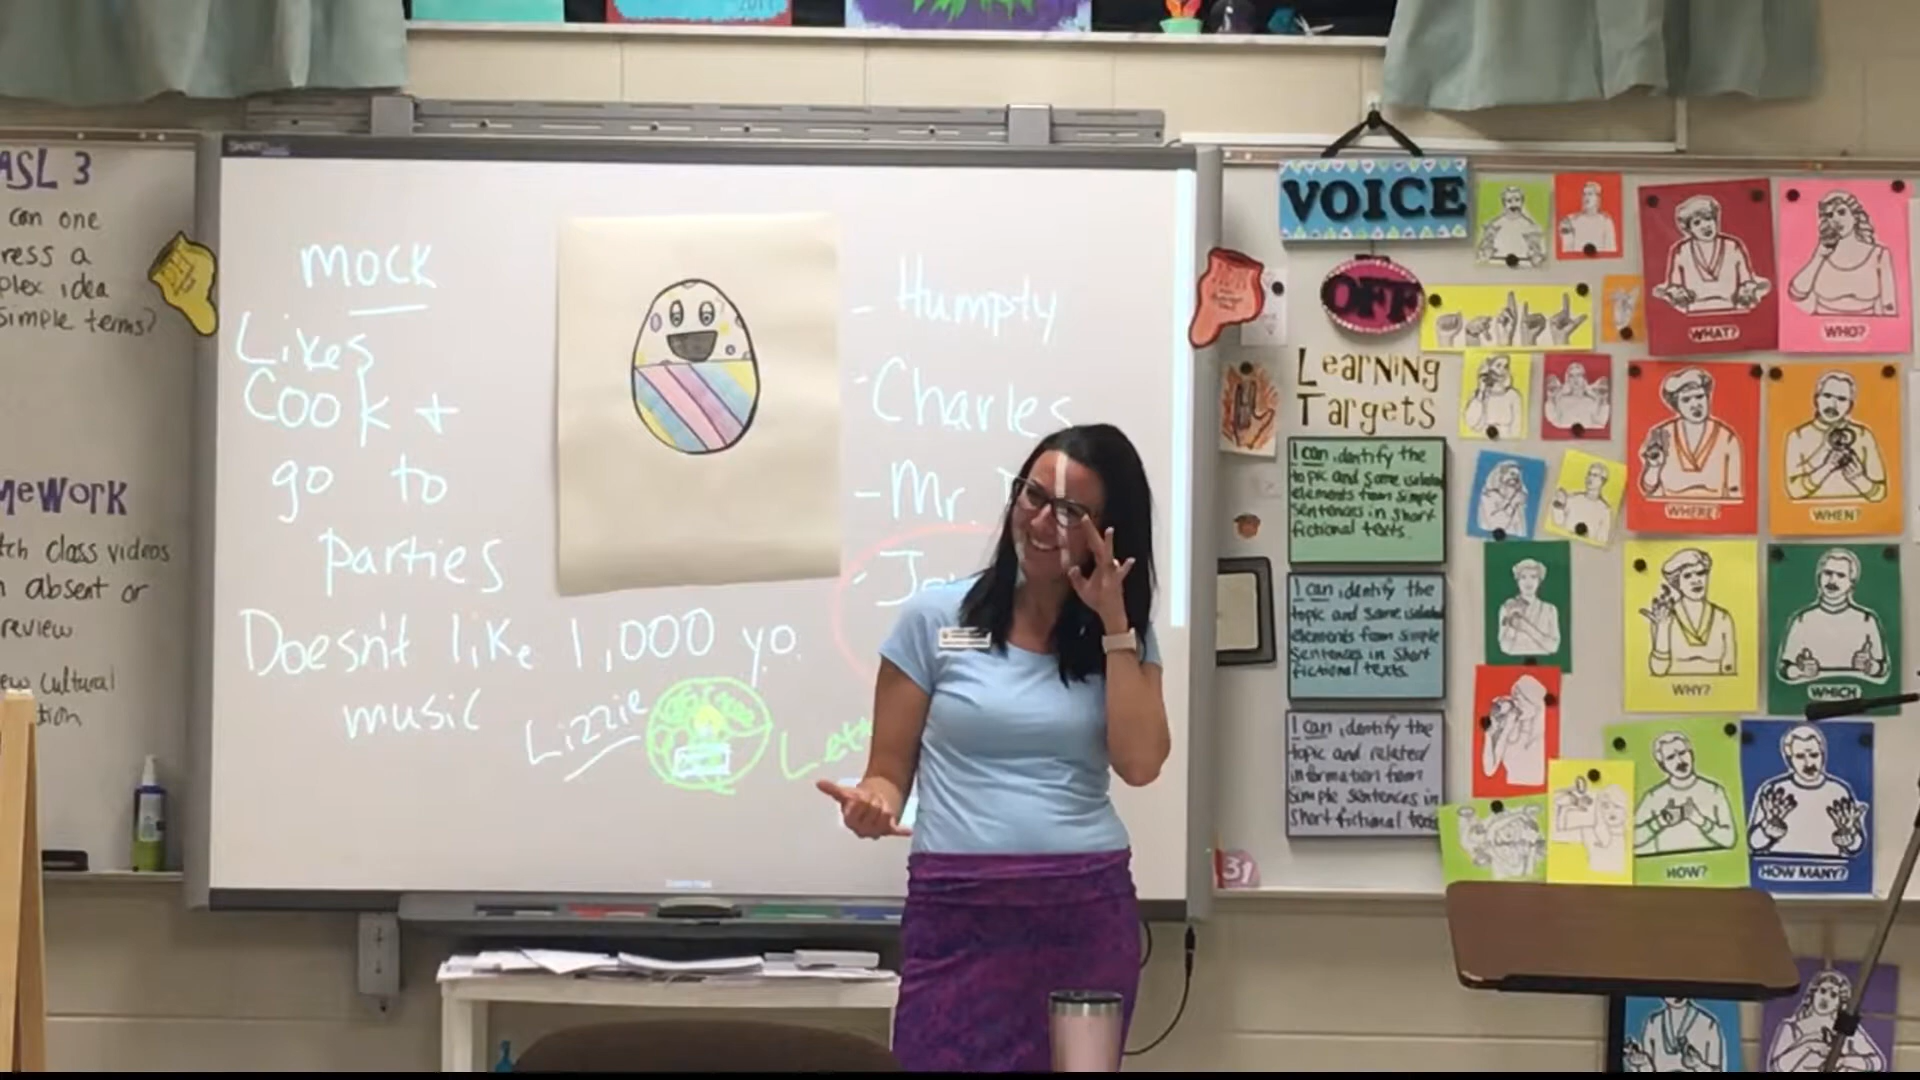 ASL 3
can one
ress a
plex idea
simple terms?
meWork
tch class videos
absent or
review
ew cultural
tion
SMART
mock
Likes
Cook +
go to
parties
Doesn't like 1,000 y.o.
music
Lizzie
- Humpty
- Charles
- Mr.
VOICE
OFF
Learning
Targets
I can identify the
topic and some isolated
elements from simple
sentences in short
fictional texts.
I can identify the
topic and some isolated
elements from simple
sentences in short
fictional texts.
I can identify the
topic and related
information from
simple sentences in
short fictional texts
31
WHAT?
WHO?
WHERE?
WHEN?
WHY?
WHICH
HOW?
HOW MANY?